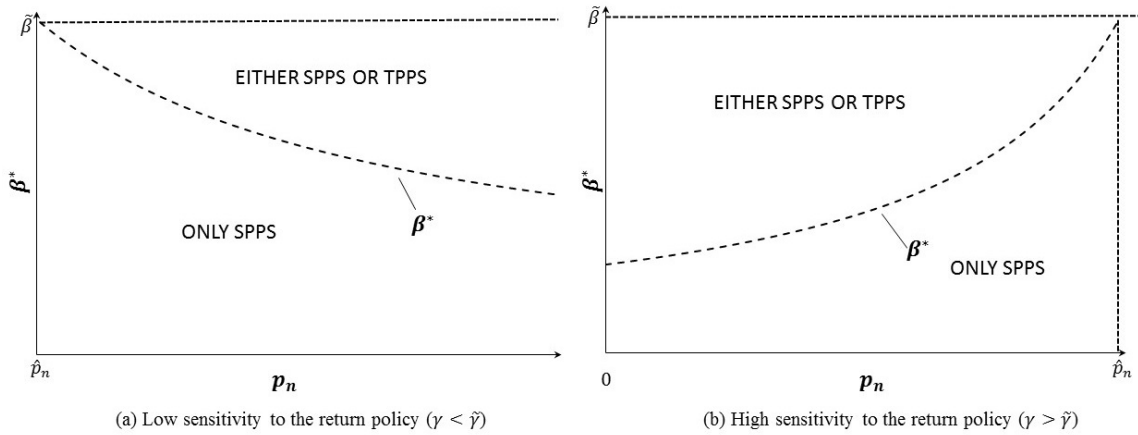 β̃
EITHER SPPS OR TPPS
β*
β*
ONLY SPPS
p̂n
pn
(a) Low sensitivity to the return policy (γ < γ̃)
β̃
EITHER SPPS OR TPPS
β*
β*
ONLY SPPS
0
pn
p̂n
(b) High sensitivity to the return policy (γ > γ̃)